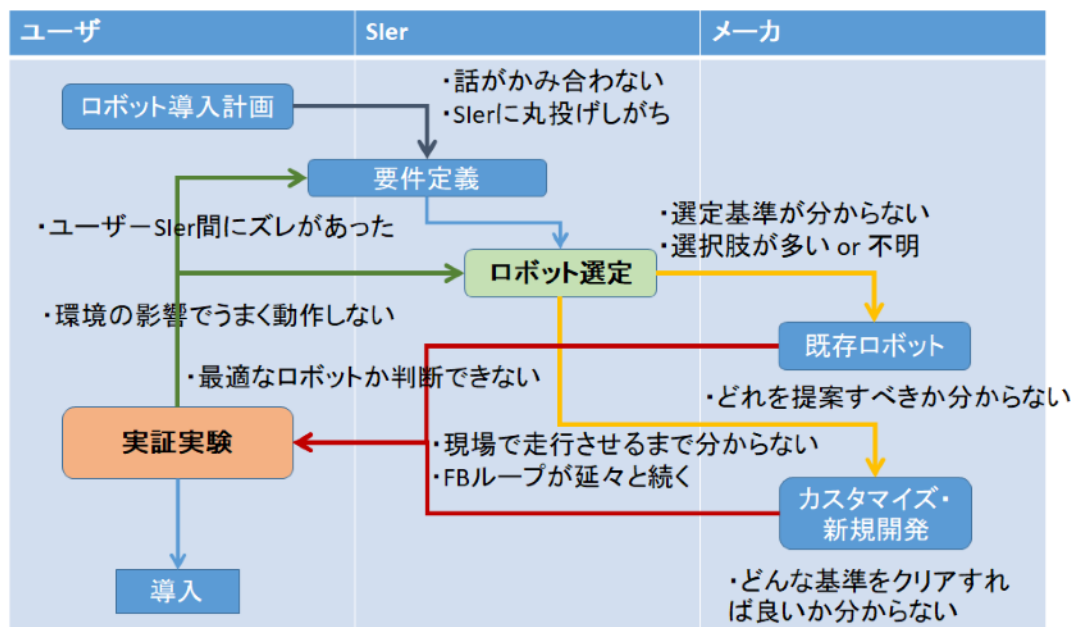 ユーザ
SIer
メーカ
・話がかみ合わない
・SIerに丸投げしがち
ロボット導入計画
要件定義
・ユーザーSIer間にズレがあった
・選定基準が分からない
・選択肢が多い or 不明
ロボット選定
・環境の影響でうまく動作しない
既存ロボット
・最適なロボットか判断できない
・どれを提案すべきか分からない
実証実験
・現場で走行させるまで分からない
・FBループが延々と続く
カスタマイズ・
新規開発
導入
・どんな基準をクリアすれ
ば良いか分からない